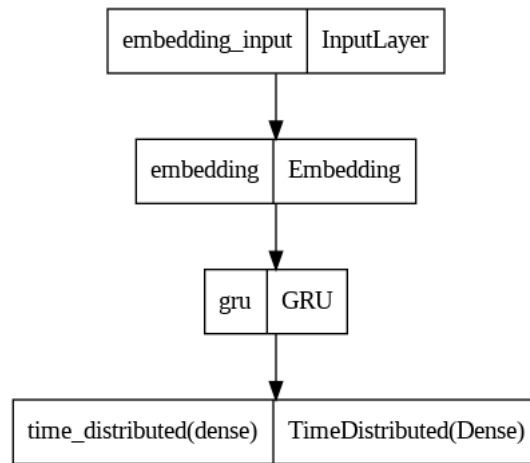 embedding_input InputLayer
embedding Embedding
gru GRU
time_distributed(dense) TimeDistributed(Dense)